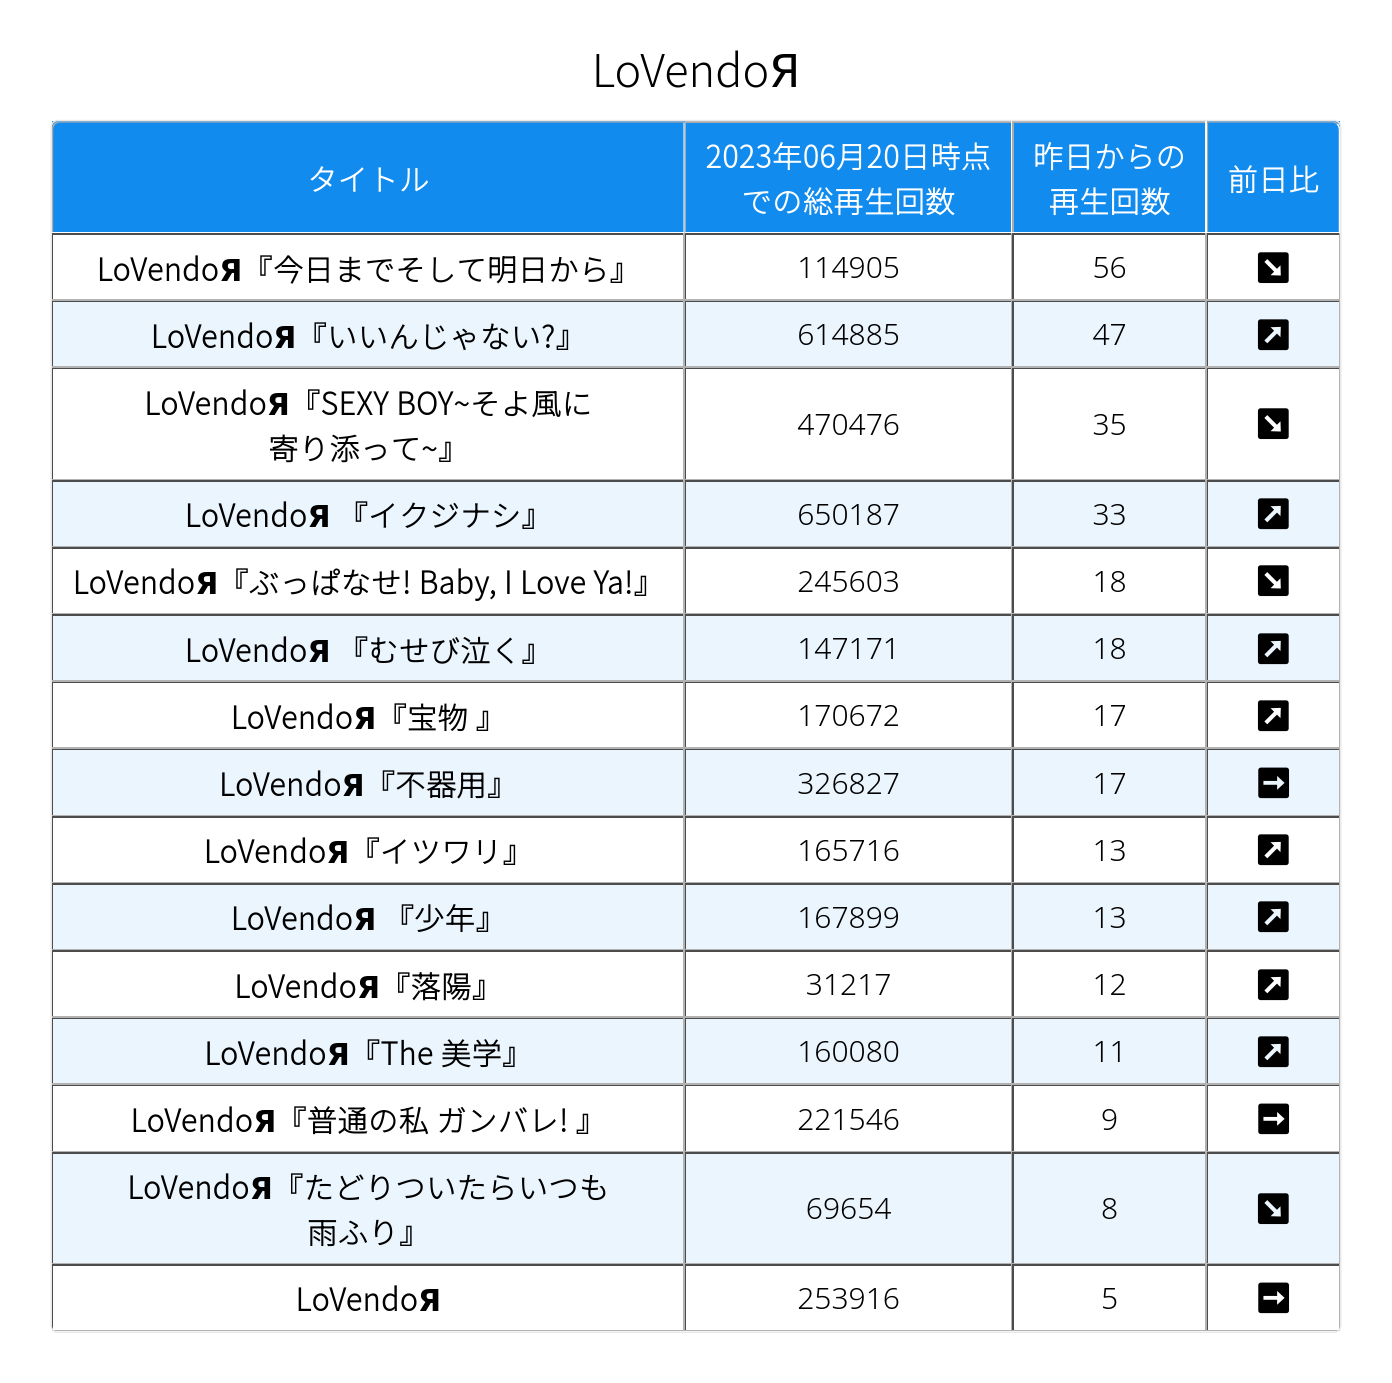 LoVendoЯ
タイトル
2023年06月20日時点
での総再生回数
昨日からの
再生回数
前日比
LoVendoЯ『今日までそして明日から』 114905 56 ↘
LoVendoЯ『いいんじゃない?』 614885 47 ↗
LoVendoЯ『SEXY BOY~そよ風に
寄り添って~』 470476 35 ↘
LoVendoЯ 『イクジナシ』 650187 33 ↗
LoVendoЯ『ぶっぱなせ! Baby, I Love Ya!』 245603 18 ↘
LoVendoЯ 『むせび泣く』 147171 18 ↗
LoVendoЯ『宝物 』 170672 17 ↗
LoVendoЯ『不器用』 326827 17 →
LoVendoЯ『イツワリ』 165716 13 ↗
LoVendoЯ 『少年』 167899 13 ↗
LoVendoЯ『落陽』 31217 12 ↗
LoVendoЯ『The 美学』 160080 11 ↗
LoVendoЯ『普通の私 ガンバレ! 』 221546 9 →
LoVendoЯ『たどりついたらいつも
雨ふり』 69654 8 ↘
LoVendoЯ 253916 5 →